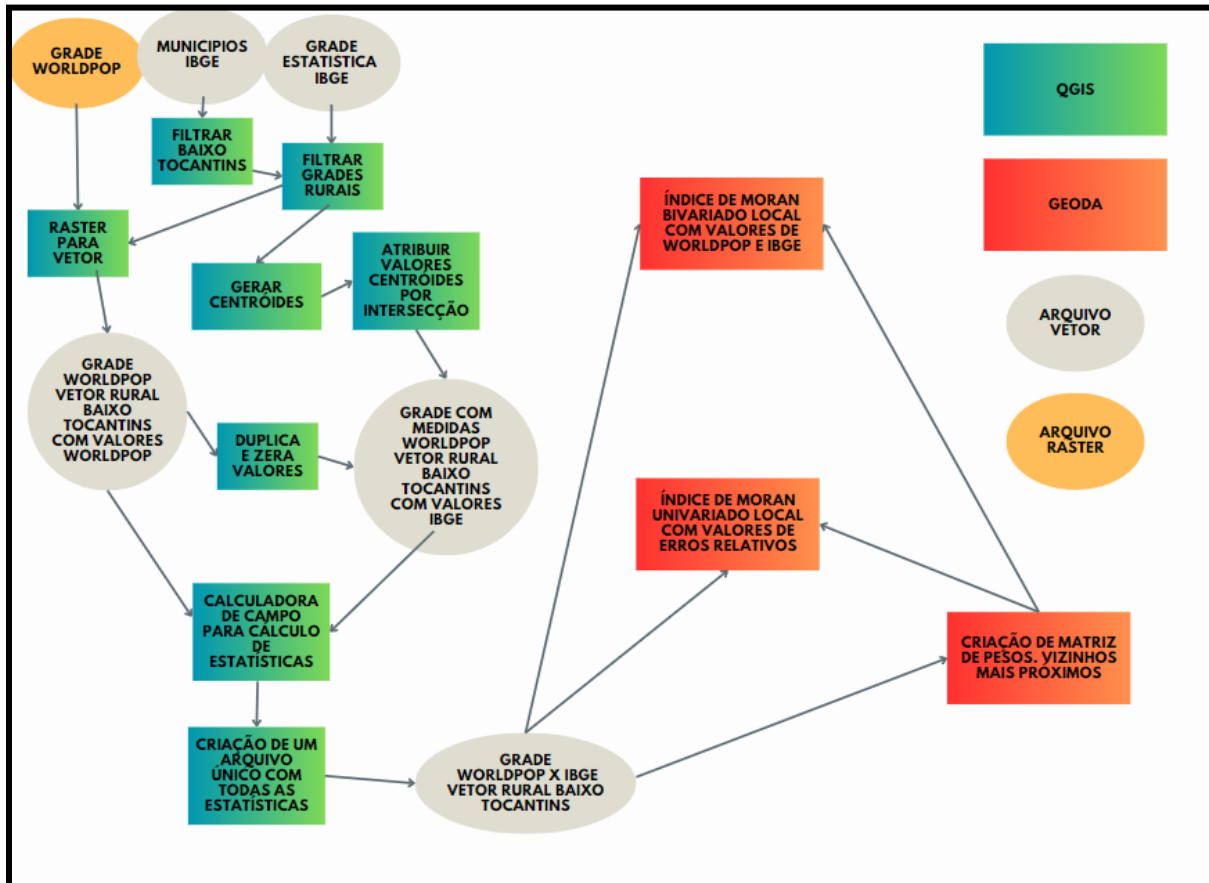 GRADE
WORLDPOP
MUNICIPIOS
IBGE
GRADE
ESTATISTICA
IBGE
FILTRAR
BAIXO
TOCANTINS
FILTRAR
GRADES
RURAIS
RASTER
PARA
VETOR
GERAR
CENTRÓIDES
ATRIBUIR
VALORES
CENTRÓIDES
POR
INTERSECÇÃO
GRADE
WORLDPOP
VETOR RURAL
BAIXO
TOCANTINS
COM VALORES
WORLDPOP
DUPLICA
E ZERA
VALORES
GRADE COM
MEDIDAS
WORLDPOP
VETOR RURAL
BAIXO
TOCANTINS
COM VALORES
IBGE
CALCULADORA
DE CAMPO
PARA CÁLCULO
DE
ESTATÍSTICAS
CRIAÇÃO DE UM
ARQUIVO
ÚNICO COM
TODAS AS
ESTATÍSTICAS
GRADE
WORLDPOP X IBGE
VETOR RURAL BAIXO
TOCANTINS
ÍNDICE DE MORAN
BIVARIADO LOCAL
COM VALORES DE
WORLDPOP E IBGE
ÍNDICE DE MORAN
UNIVARIADO LOCAL
COM VALORES DE
ERROS RELATIVOS
CRIAÇÃO DE MATRIZ
DE PESOS. VIZINHOS
MAIS PRÓXIMOS
QGIS
GEODA
ARQUIVO
VETOR
ARQUIVO
RASTER